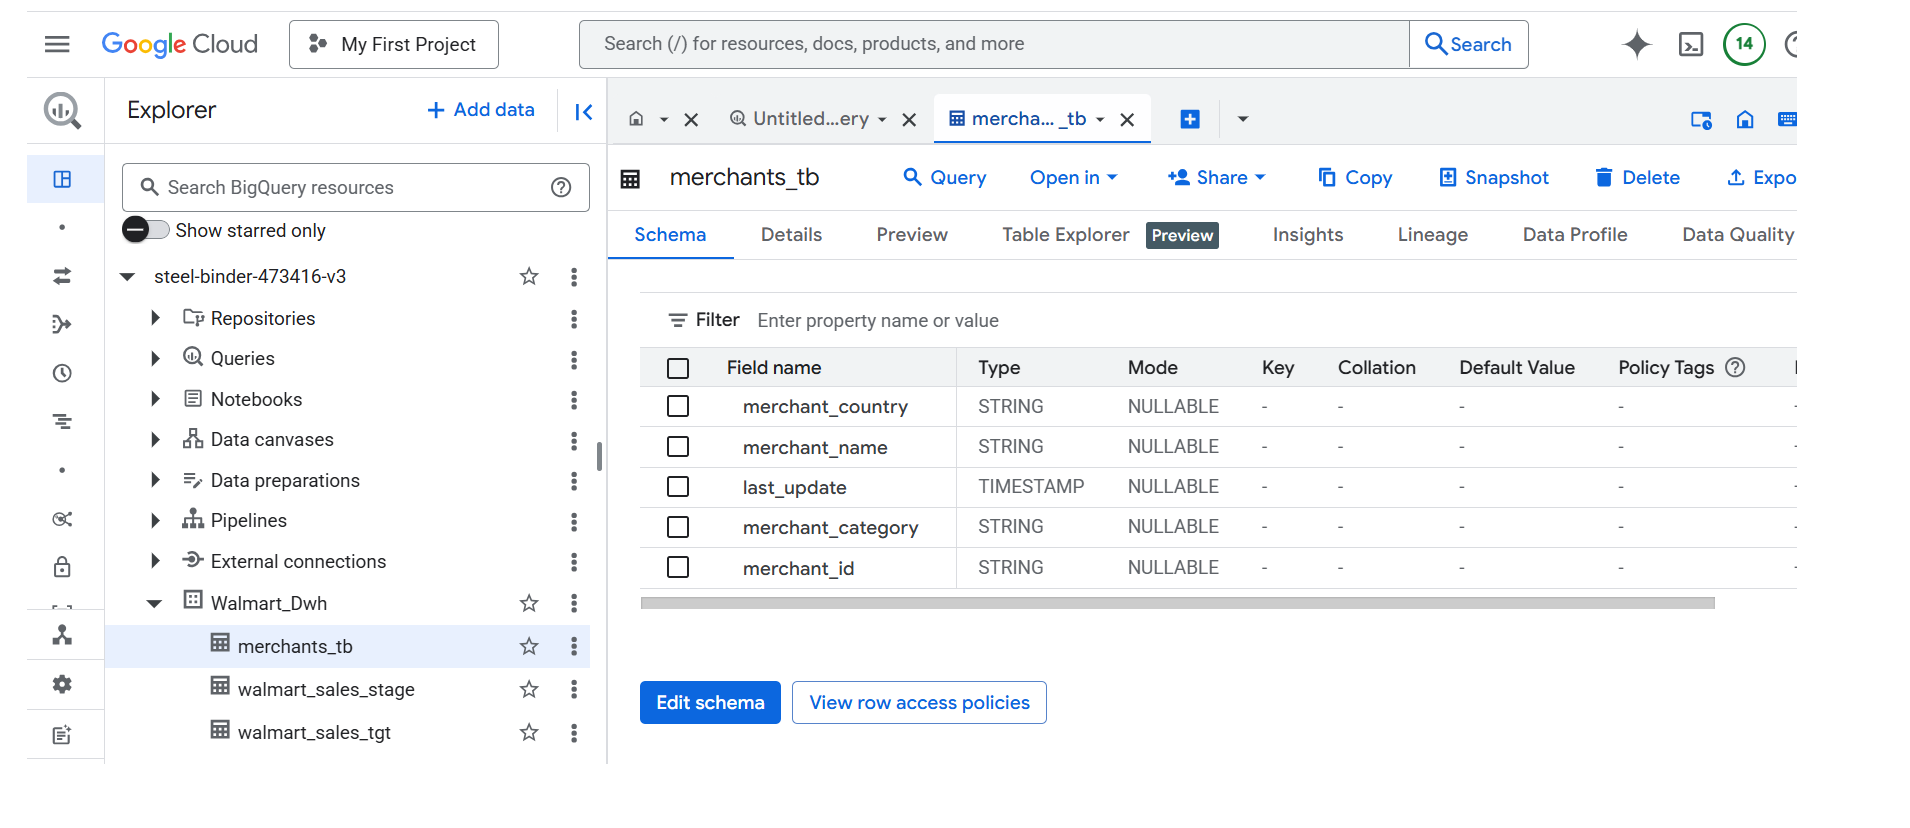 Google Cloud
My First Project
Search (/) for resources, docs, products, and more
Search
14
Explorer
Add data
Untitled...ery
mercha... _tb
Search BigQuery resources
Show starred only
merchants_tb
Query
Open in
Share
Copy
Snapshot
Delete
Expo
Schema
Details
Preview
Table Explorer
Preview
Insights
Lineage
Data Profile
Data Quality
steel-binder-473416-v3
Repositories
Queries
Notebooks
Data canvases
Data preparations
Pipelines
External connections
Walmart_Dwh
merchants_tb
walmart_sales_stage
walmart_sales_tgt
Filter Enter property name or value
Field name Type Mode Key Collation Default Value Policy Tags
merchant_country STRING NULLABLE - - - -
merchant_name STRING NULLABLE - - - -
last_update TIMESTAMP NULLABLE - - - -
merchant_category STRING NULLABLE - - - -
merchant_id STRING NULLABLE - - - -
Edit schema
View row access policies